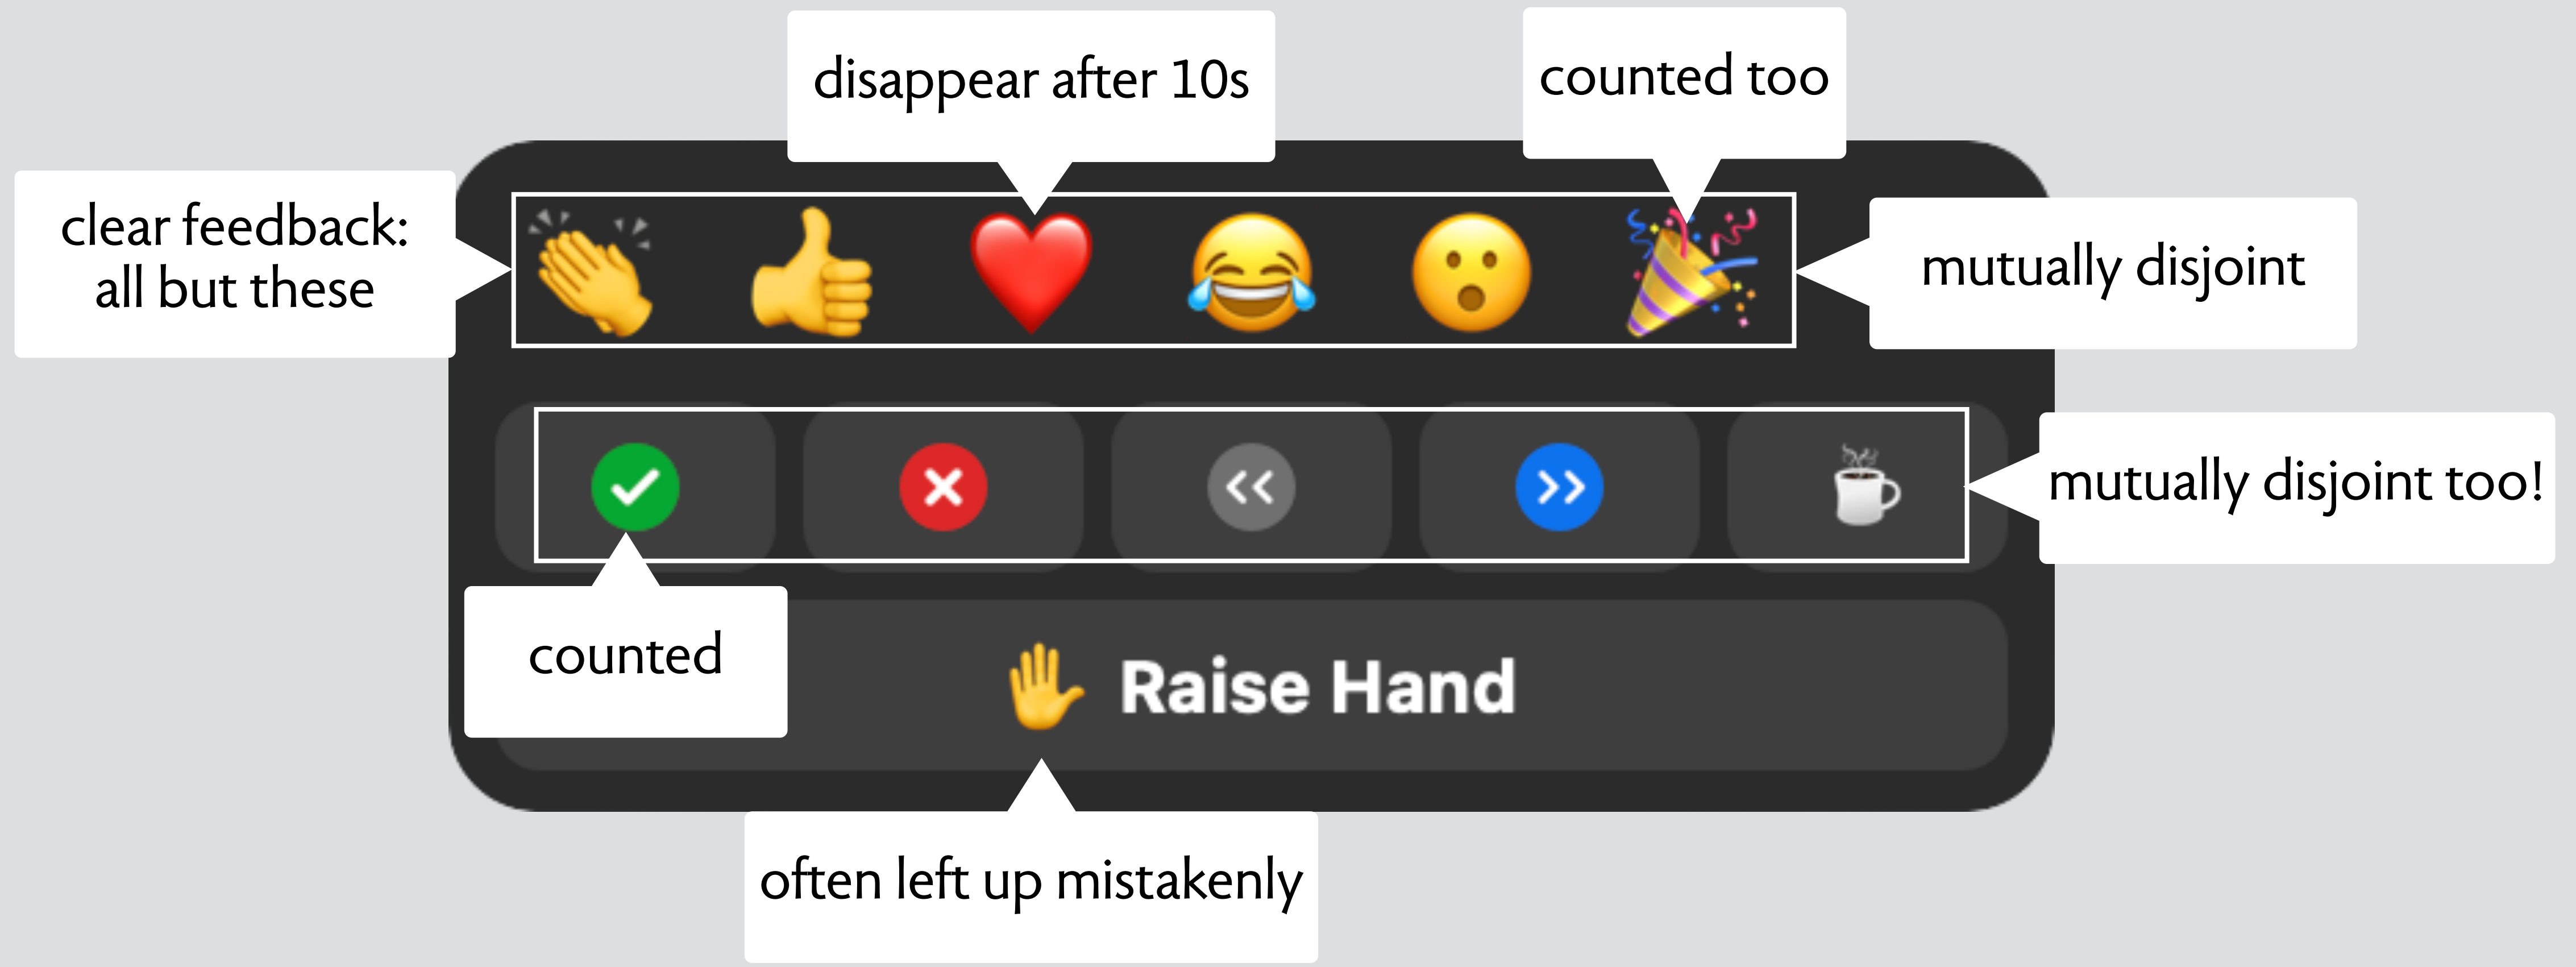 disappear after 10s
counted too
clear feedback:
all but these
mutually disjoint
mutually disjoint too!
counted
Raise Hand
often left up mistakenly